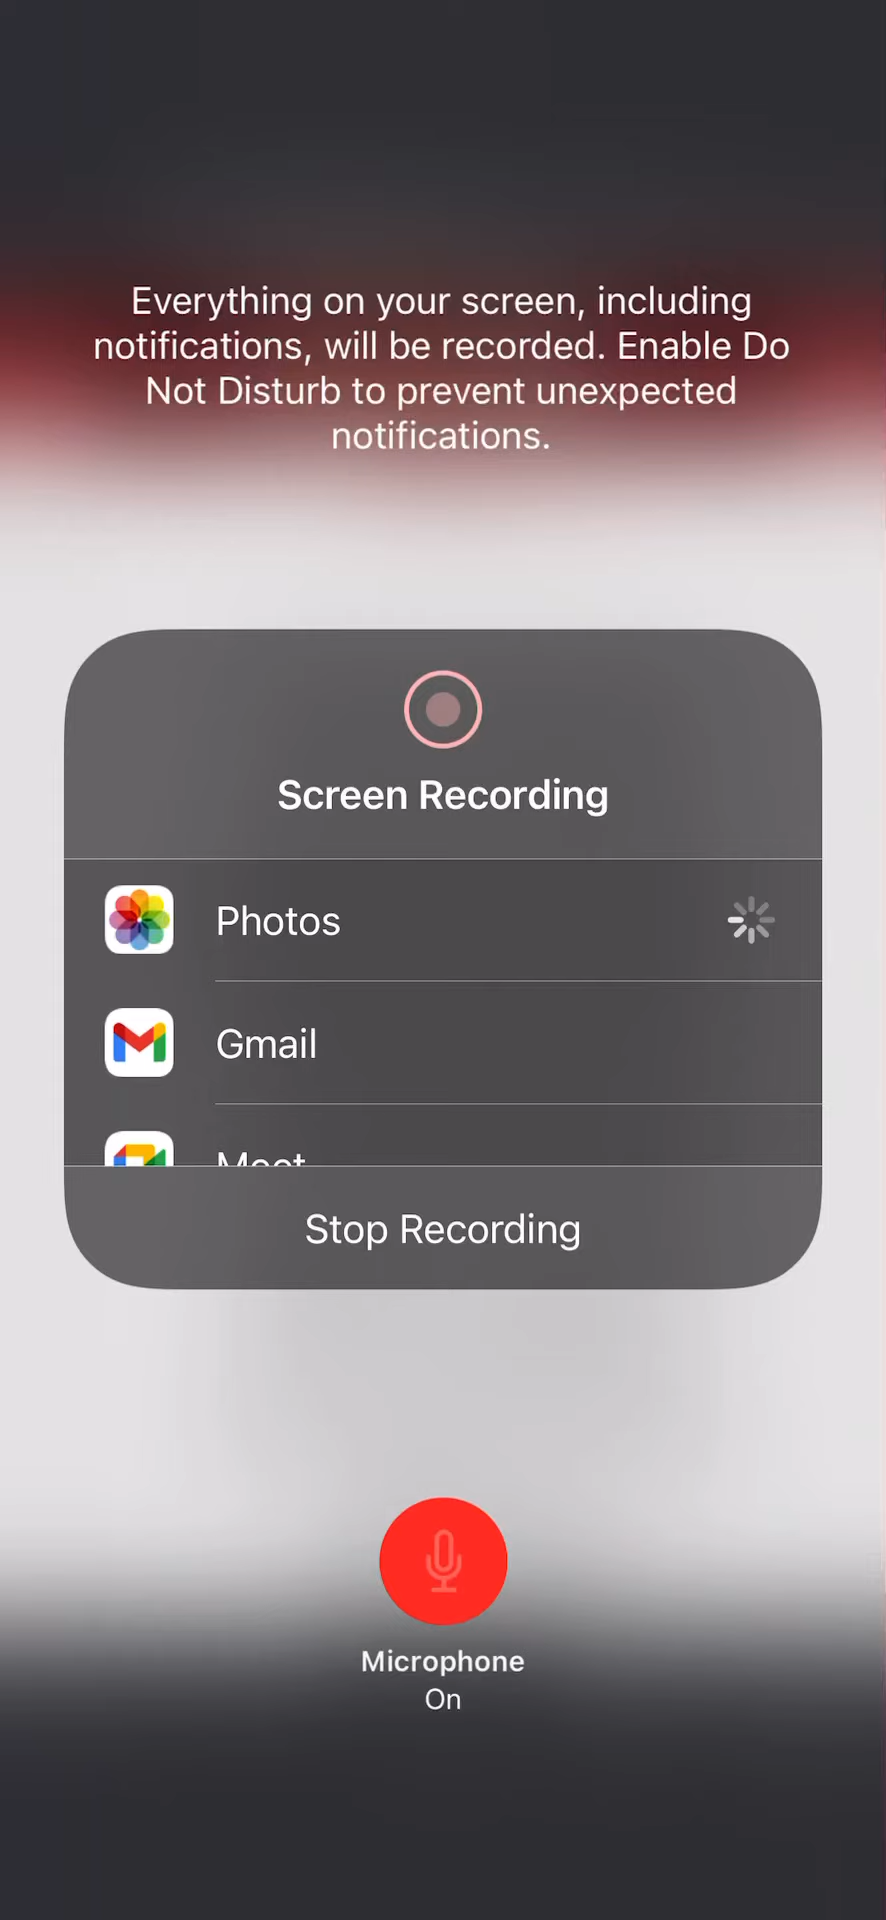 Everything on your screen, including
notifications, will be recorded. Enable Do
Not Disturb to prevent unexpected
notifications.
Screen Recording
Photos
Gmail
Meet
Stop Recording
Microphone
On